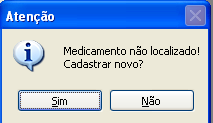 Atenção
Medicamento não localizado!
Cadastrar novo?
Sim
Não